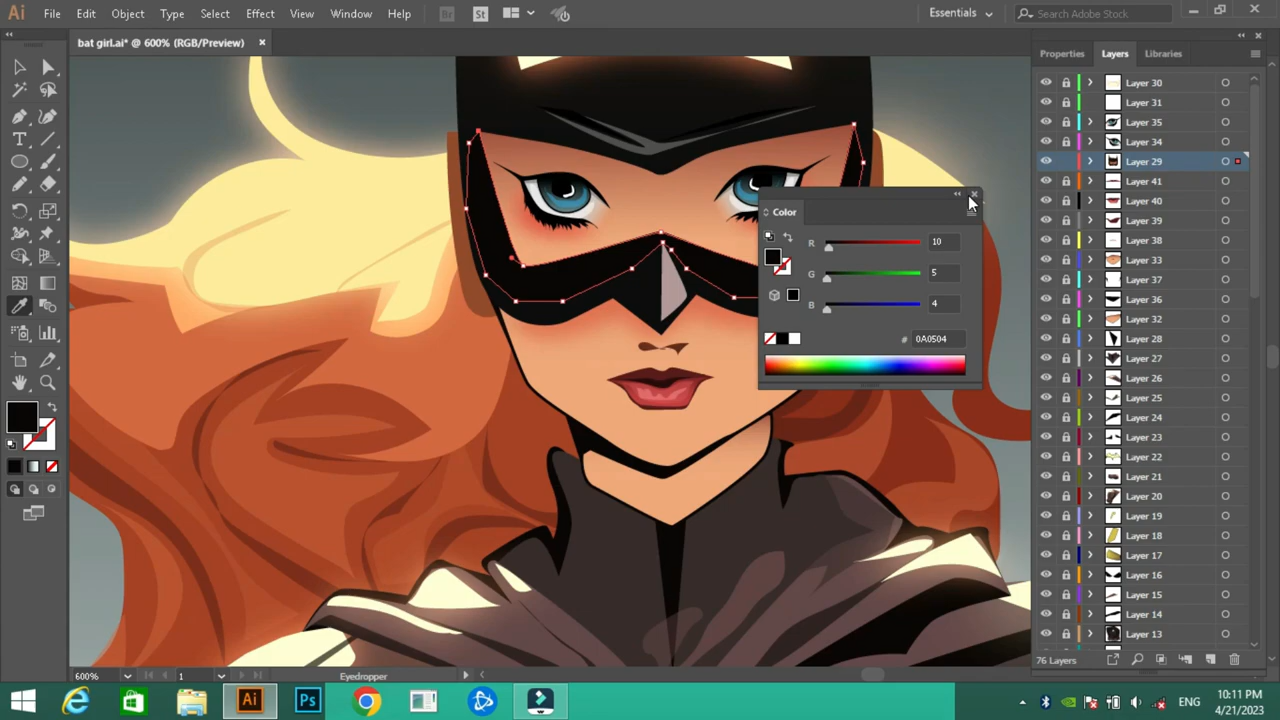 Ai File Edit Object Type Select Effect View Window Help Br St Essentials Search Adobe Stock
bat girl.ai* @ 600% (RGB/Preview)
Properties Layers Libraries
Layer 30
Layer 31
Layer 35
Layer 34
Layer 29
Layer 41
Layer 40
Layer 39
Layer 38
Layer 33
Layer 37
Layer 36
Layer 32
Layer 28
Layer 27
Layer 26
Layer 25
Layer 24
Layer 23
Layer 22
Layer 21
Layer 20
Layer 19
Layer 18
Layer 17
Layer 16
Layer 15
Layer 14
Layer 13
76 Layers
Color
R 10
G 5
B 4
# 0A0504
600% 1 Eyedropper
Ai Ps ENG
10:11 PM
4/21/2023